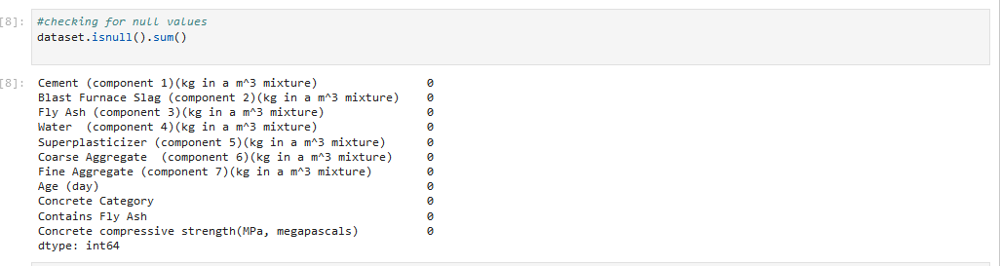 [8]: #checking for null values
dataset.isnull().sum()
[8]: Cement (component 1)(kg in a m^3 mixture) 0
Blast Furnace Slag (component 2)(kg in a m^3 mixture) 0
Fly Ash (component 3)(kg in a m^3 mixture) 0
Water  (component 4)(kg in a m^3 mixture) 0
Superplasticizer (component 5)(kg in a m^3 mixture) 0
Coarse Aggregate  (component 6)(kg in a m^3 mixture) 0
Fine Aggregate (component 7)(kg in a m^3 mixture) 0
Age (day) 0
Concrete Category 0
Contains Fly Ash 0
Concrete compressive strength(MPa, megapascals) 0
dtype: int64